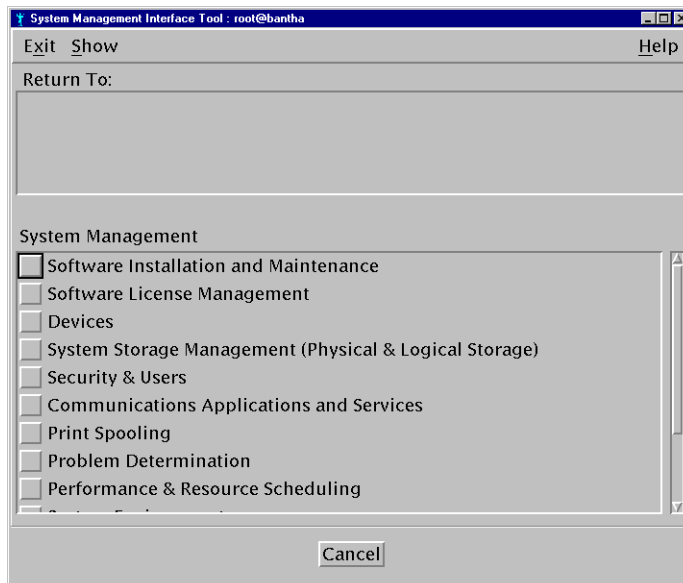 System Management Interface Tool : root@bantha
Exit Show Help
Return To:
System Management
Software Installation and Maintenance
Software License Management
Devices
System Storage Management (Physical & Logical Storage)
Security & Users
Communications Applications and Services
Print Spooling
Problem Determination
Performance & Resource Scheduling
Cancel